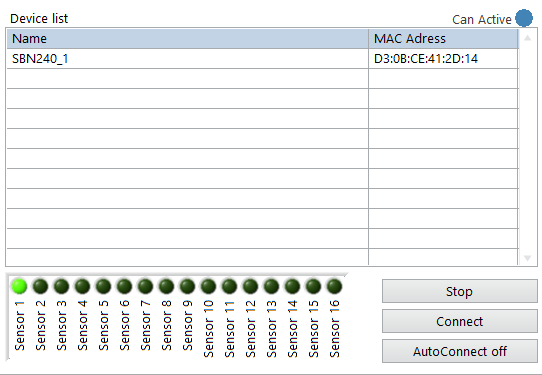 Device list
Can Active
Name MAC Adress
SBN240_1 D3:0B:CE:41:2D:14
Sensor 1
Sensor 2
Sensor 3
Sensor 4
Sensor 5
Sensor 6
Sensor 7
Sensor 8
Sensor 9
Sensor 10
Sensor 11
Sensor 12
Sensor 13
Sensor 14
Sensor 15
Sensor 16
Stop
Connect
AutoConnect off